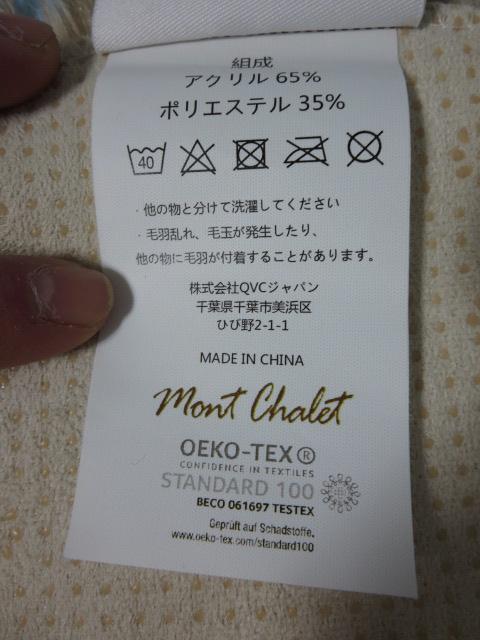 組成
アクリル 65%
ポリエステル 35%
40
· 他の物と分けて洗濯してください
· 毛羽乱れ、毛玉が発生したり、
他の物に毛羽が付着することがあります。
株式会社QVCジャパン
千葉県千葉市美浜区
ひび野2-1-1
MADE IN CHINA
Mont Chalet
OEKO-TEX®
CONFIDENCE IN TEXTILES
STANDARD 100
BECO 061697 TESTEX
Geprüft auf Schadstoffe.
www.oeko-tex.com/standard100